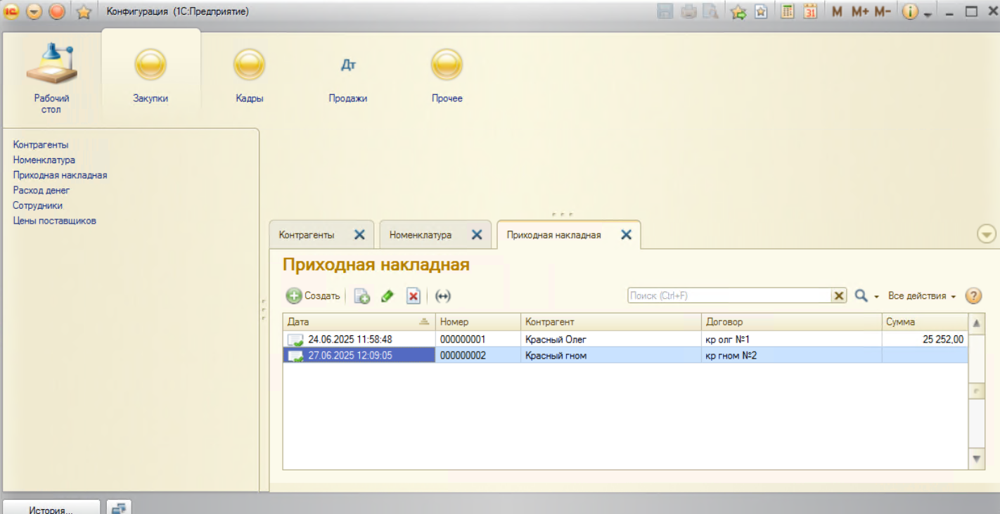 Конфигурация (1С:Предприятие)
M M+ M-
31
Рабочий
стол
Закупки
Кадры
Дт
Продажи
Прочее
Контрагенты
Номенклатура
Приходная накладная
Расход денег
Сотрудники
Цены поставщиков
Контрагенты
Номенклатура
Приходная накладная
Приходная накладная
Создать
Поиск (Ctrl+F)
Все действия
?
Дата Номер Контрагент Договор Сумма
24.06.2025 11:58:48 000000001 Красный Олег кр олг №1 25 252,00
27.06.2025 12:09:05 000000002 Красный гном кр гном №2
История...